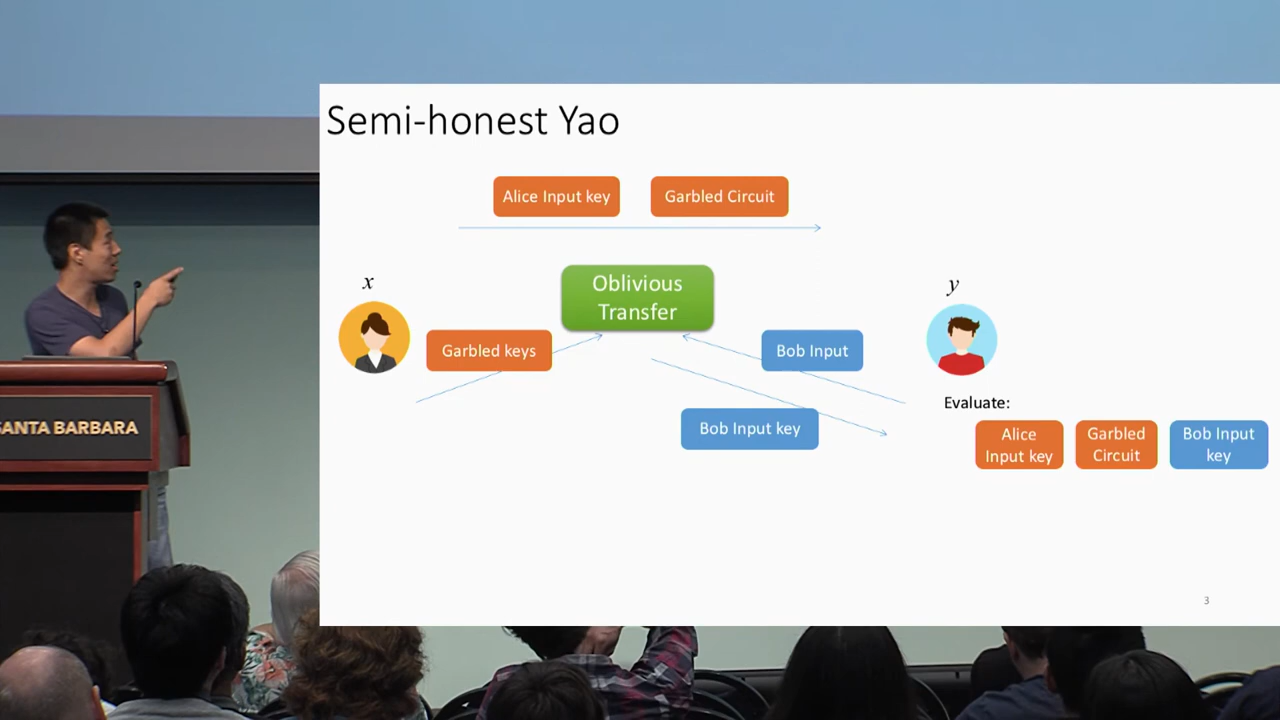 Semi-honest Yao
Alice Input key
Garbled Circuit
x
Oblivious
Transfer
y
Garbled keys
Bob Input
Bob Input key
Evaluate:
Alice
Input key
Garbled
Circuit
Bob Input
key
SANTA BARBARA
3